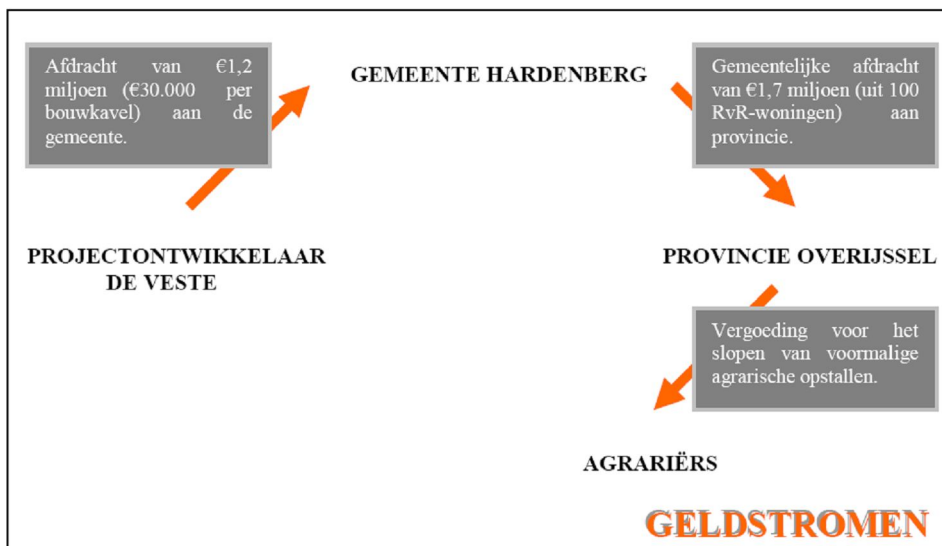 Afdracht van €1,2
miljoen (€30.000 per
bouwkavel) aan de
gemeente.
GEMEENTE HARDENBERG
Gemeentelijke afdracht
van €1,7 miljoen (uit 100
RvR-woningen) aan
provincie.
PROJECTONTWIKKELAAR
DE VESTE
PROVINCIE OVERIJSSEL
Vergoeding voor het
slopen van voormalige
agrarische opstallen.
AGRARIËRS
GELDSTROMEN